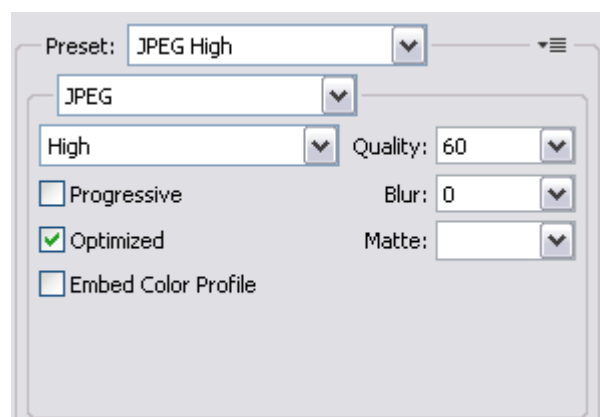 Preset: JPEG High
JPEG
High Quality: 60
Progressive Blur: 0
Optimized Matte:
Embed Color Profile